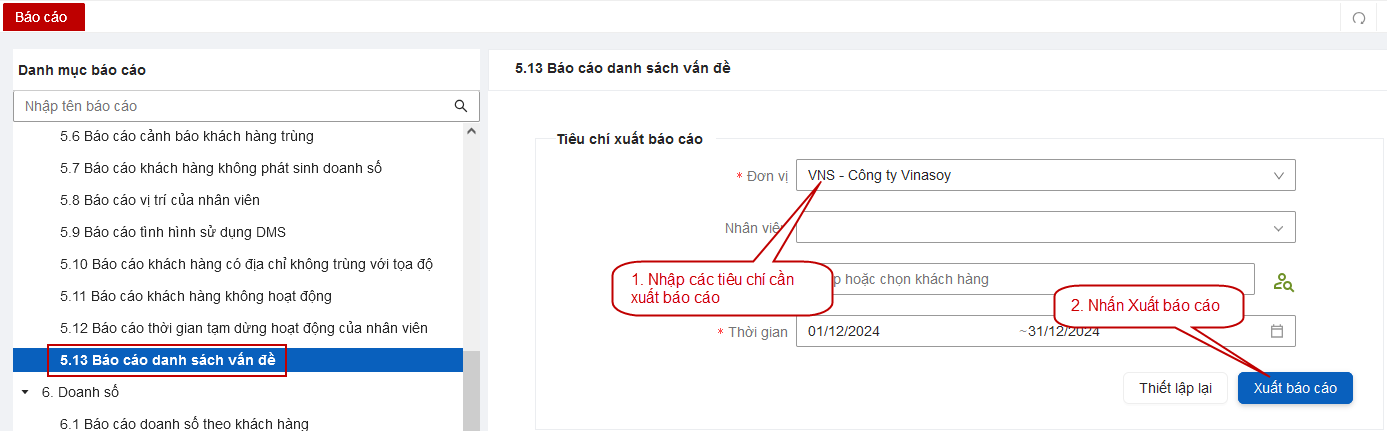 Báo cáo
Danh mục báo cáo
Nhập tên báo cáo
5.6 Báo cáo cảnh báo khách hàng trùng
5.7 Báo cáo khách hàng không phát sinh doanh số
5.8 Báo cáo vị trí của nhân viên
5.9 Báo cáo tình hình sử dụng DMS
5.10 Báo cáo khách hàng có địa chỉ không trùng với tọa độ
5.11 Báo cáo khách hàng không hoạt động
5.12 Báo cáo thời gian tạm dừng hoạt động của nhân viên
5.13 Báo cáo danh sách vấn đề
6. Doanh số
6.1 Báo cáo doanh số theo khách hàng
5.13 Báo cáo danh sách vấn đề
Tiêu chí xuất báo cáo
* Đơn vị VNS - Công ty Vinasoy
Nhân viê
hoặc chọn khách hàng
1. Nhập các tiêu chí cần
xuất báo cáo
2. Nhấn Xuất báo cáo
* Thời gian 01/12/2024 ~31/12/2024
Thiết lập lại Xuất báo cáo